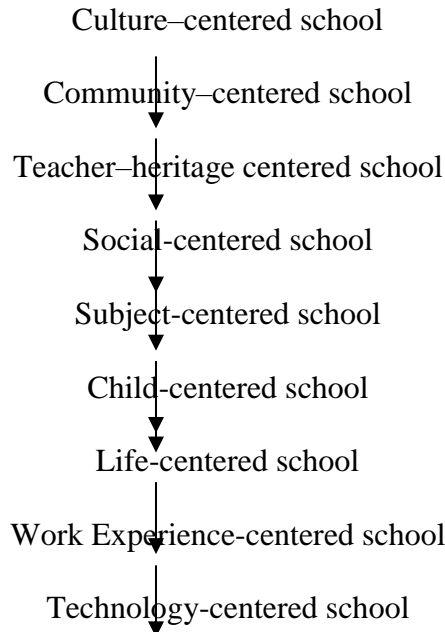 Culture–centered school
Community–centered school
Teacher–heritage centered school
Social-centered school
Subject-centered school
Child-centered school
Life-centered school
Work Experience-centered school
Technology-centered school